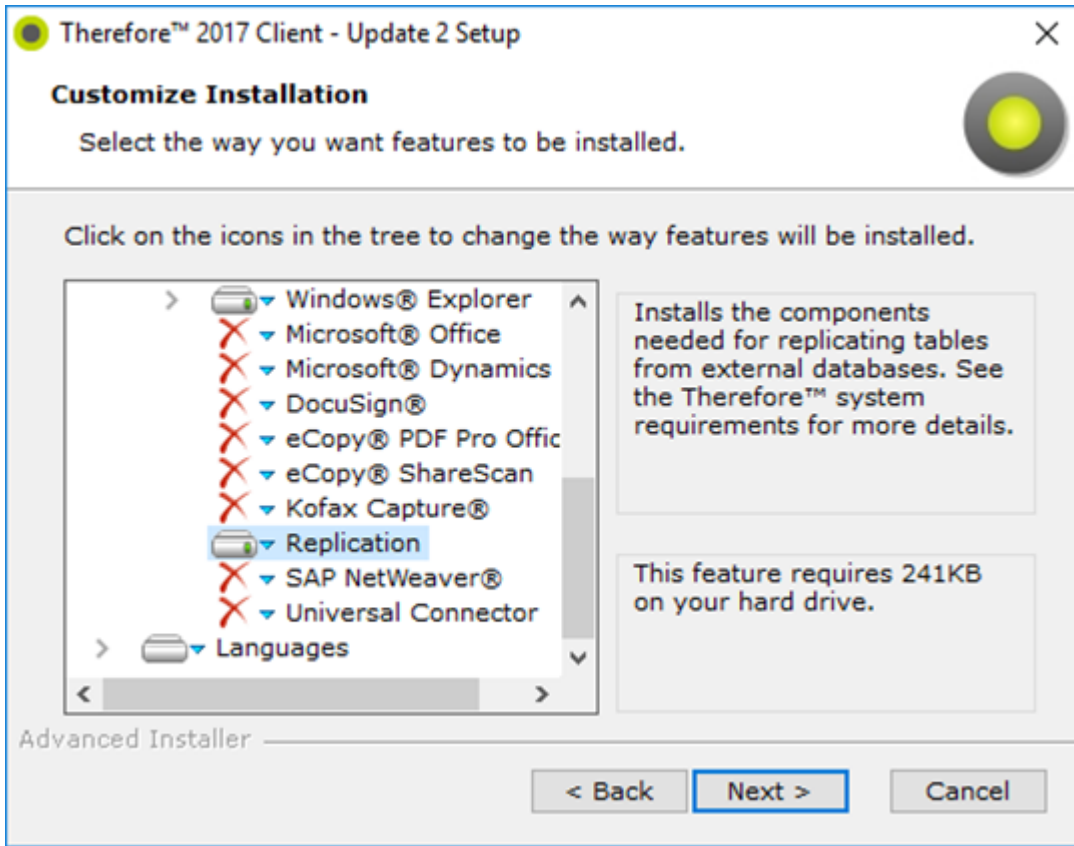 Therefore™ 2017 Client - Update 2 Setup
Customize Installation
Select the way you want features to be installed.
Click on the icons in the tree to change the way features will be installed.
Windows® Explorer
Microsoft® Office
Microsoft® Dynamics
DocuSign®
eCopy® PDF Pro Offic
eCopy® ShareScan
Kofax Capture®
Replication
SAP NetWeaver®
Universal Connector
Languages
Installs the components
needed for replicating tables
from external databases. See
the Therefore™ system
requirements for more details.
This feature requires 241KB
on your hard drive.
Advanced Installer
< Back
Next >
Cancel